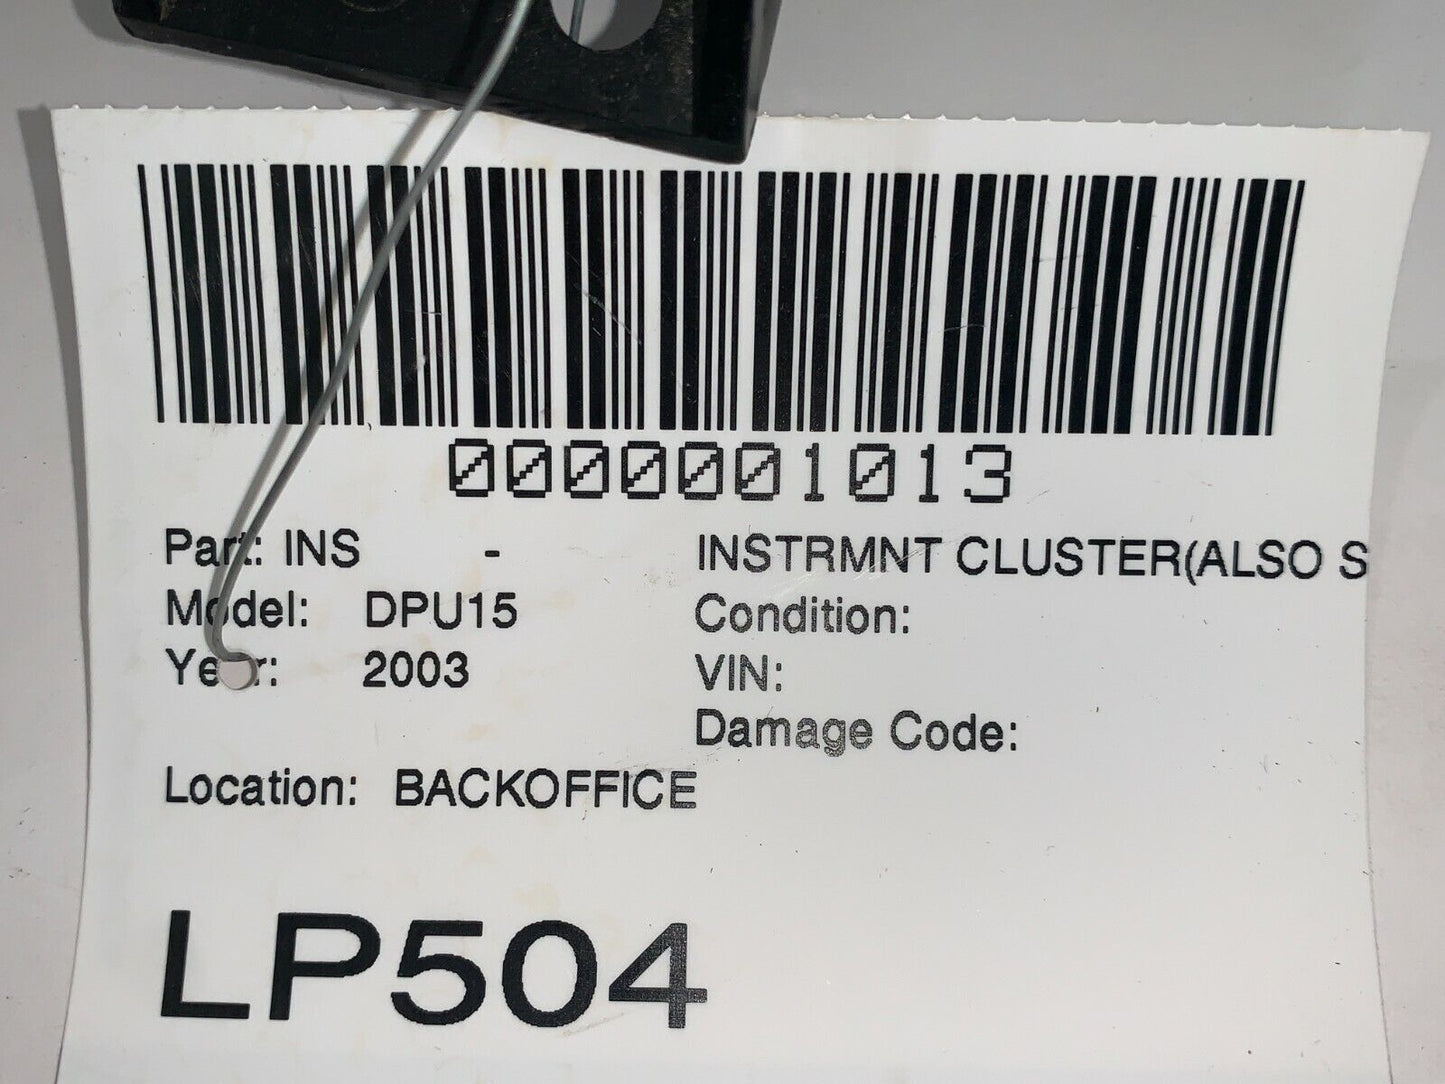 0000001013
Part: INS - INSTRMNT CLUSTER(ALSO S
Model: DPU15 Condition:
Year: 2003 VIN:
Damage Code:
Location: BACKOFFICE
LP504